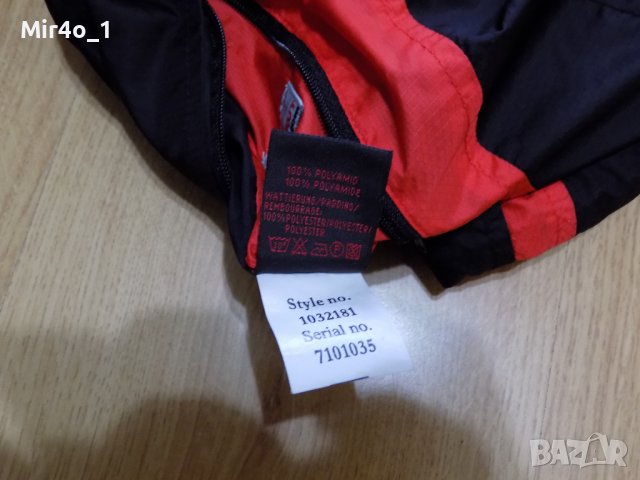 Mir4o_1
100% POLYAMID
100% POLYAMIDE
WATTIERUNG/PADDING/
REMBOURRAGE:
100%POLYESTER/POLYESTER/
POLYESTER
Style no.
1032181
Serial no.
7101035
BAZAR